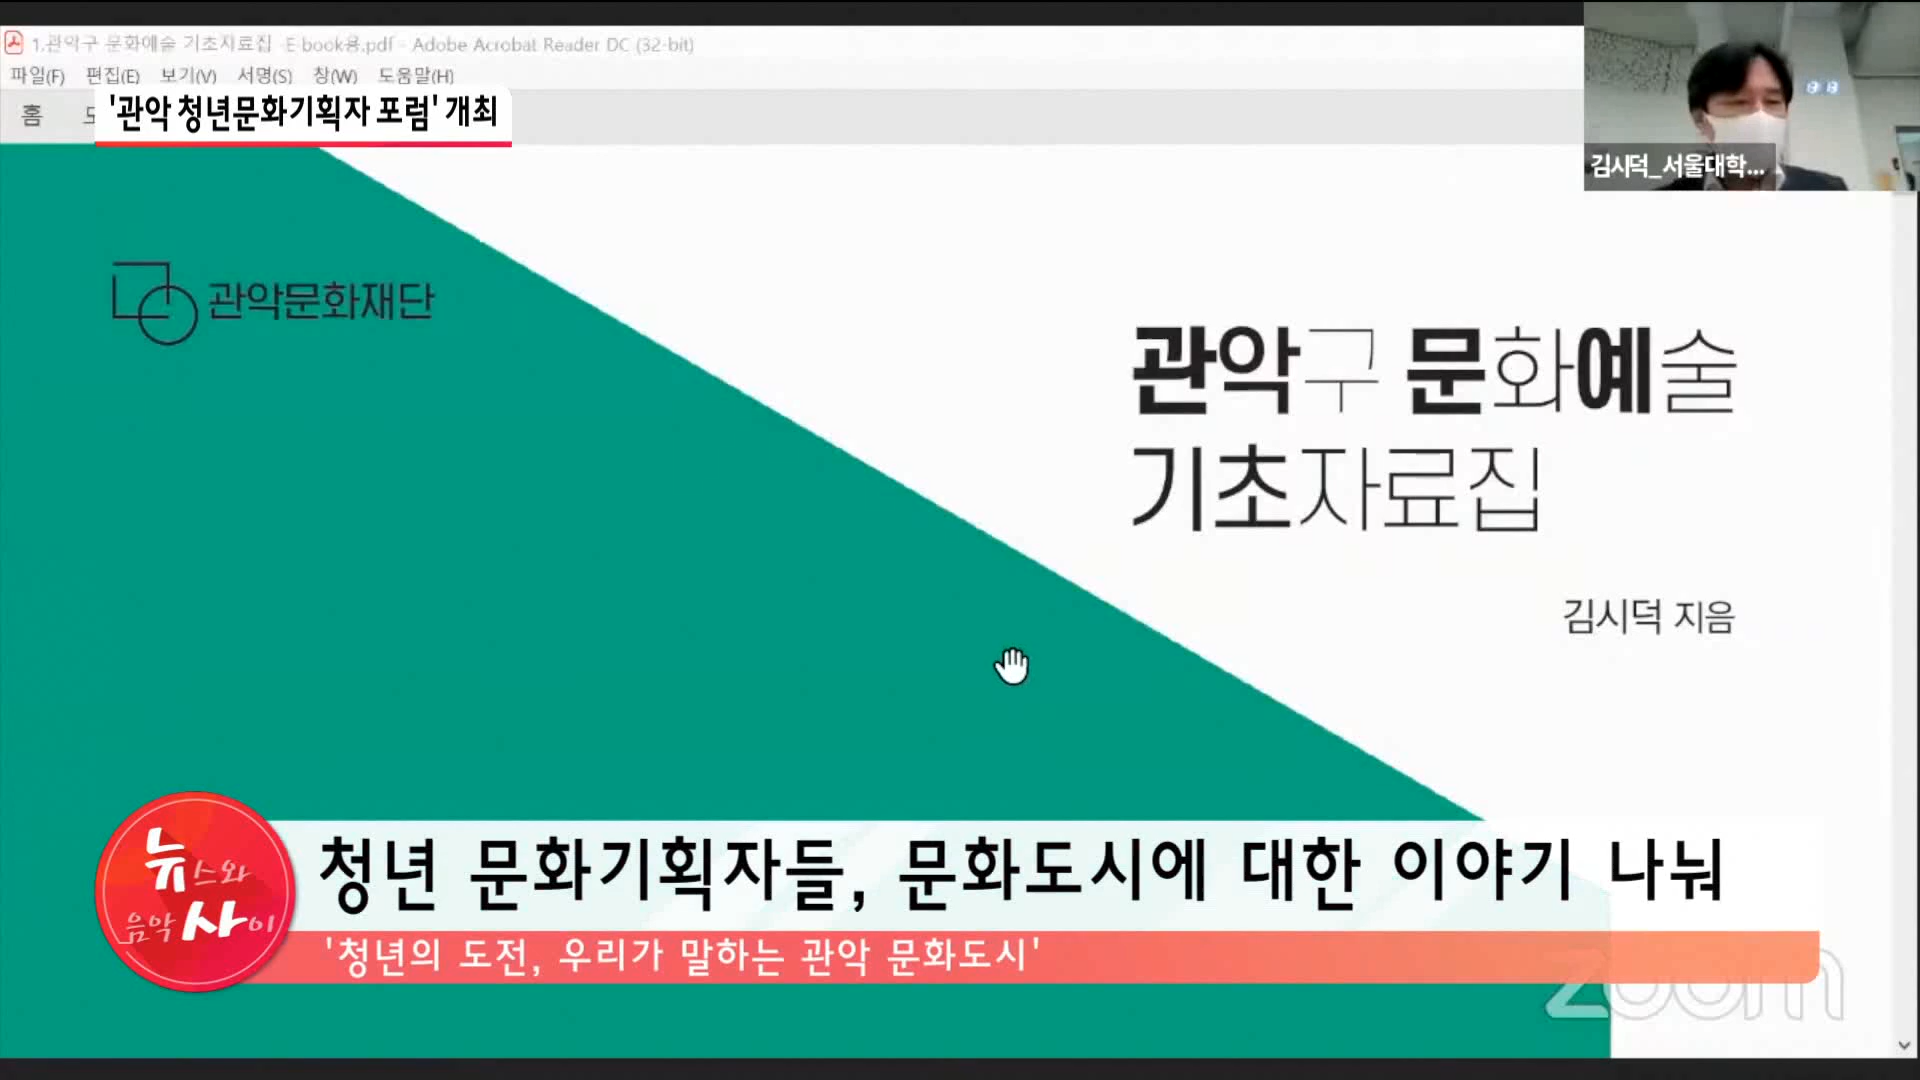 1.관악구 문화예술 기초자료집 E-book용.pdf - Adobe Acrobat Reader DC (32-bit)
파일(F) 편집(E) 보기(V) 서명(S) 창(W) 도움말(H)
홈
'관악 청년문화기획자 포럼' 개최
13 13
김시덕_서울대학...
관악문화재단
관악구 문화예술
기초자료집
김시덕 지음
뉴스와
음악 사이
청년 문화기획자들, 문화도시에 대한 이야기 나눠
'청년의 도전, 우리가 말하는 관악 문화도시'
zoom